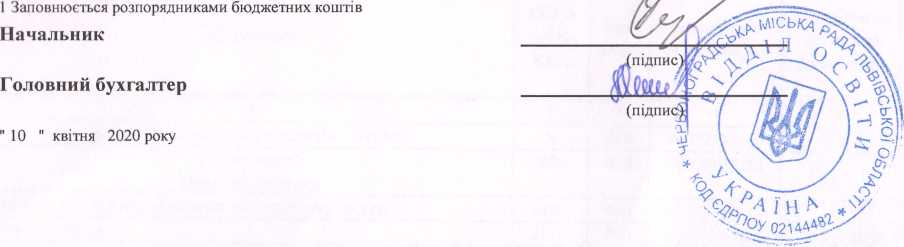 1 Заповнюється розпорядниками бюджетних коштів
Начальник
(підпис)
Головний бухгалтер
(підпис)
" 10 " квітня 2020 року
* ЧЕРВОНОГРАДСЬКА МІСЬКА РАДА ЛЬВІВСЬКОЇ ОБЛАСТІ *
КОД ЄДРПОУ 02144482
ВІДДІЛ ОСВІТИ
УКРАЇНА